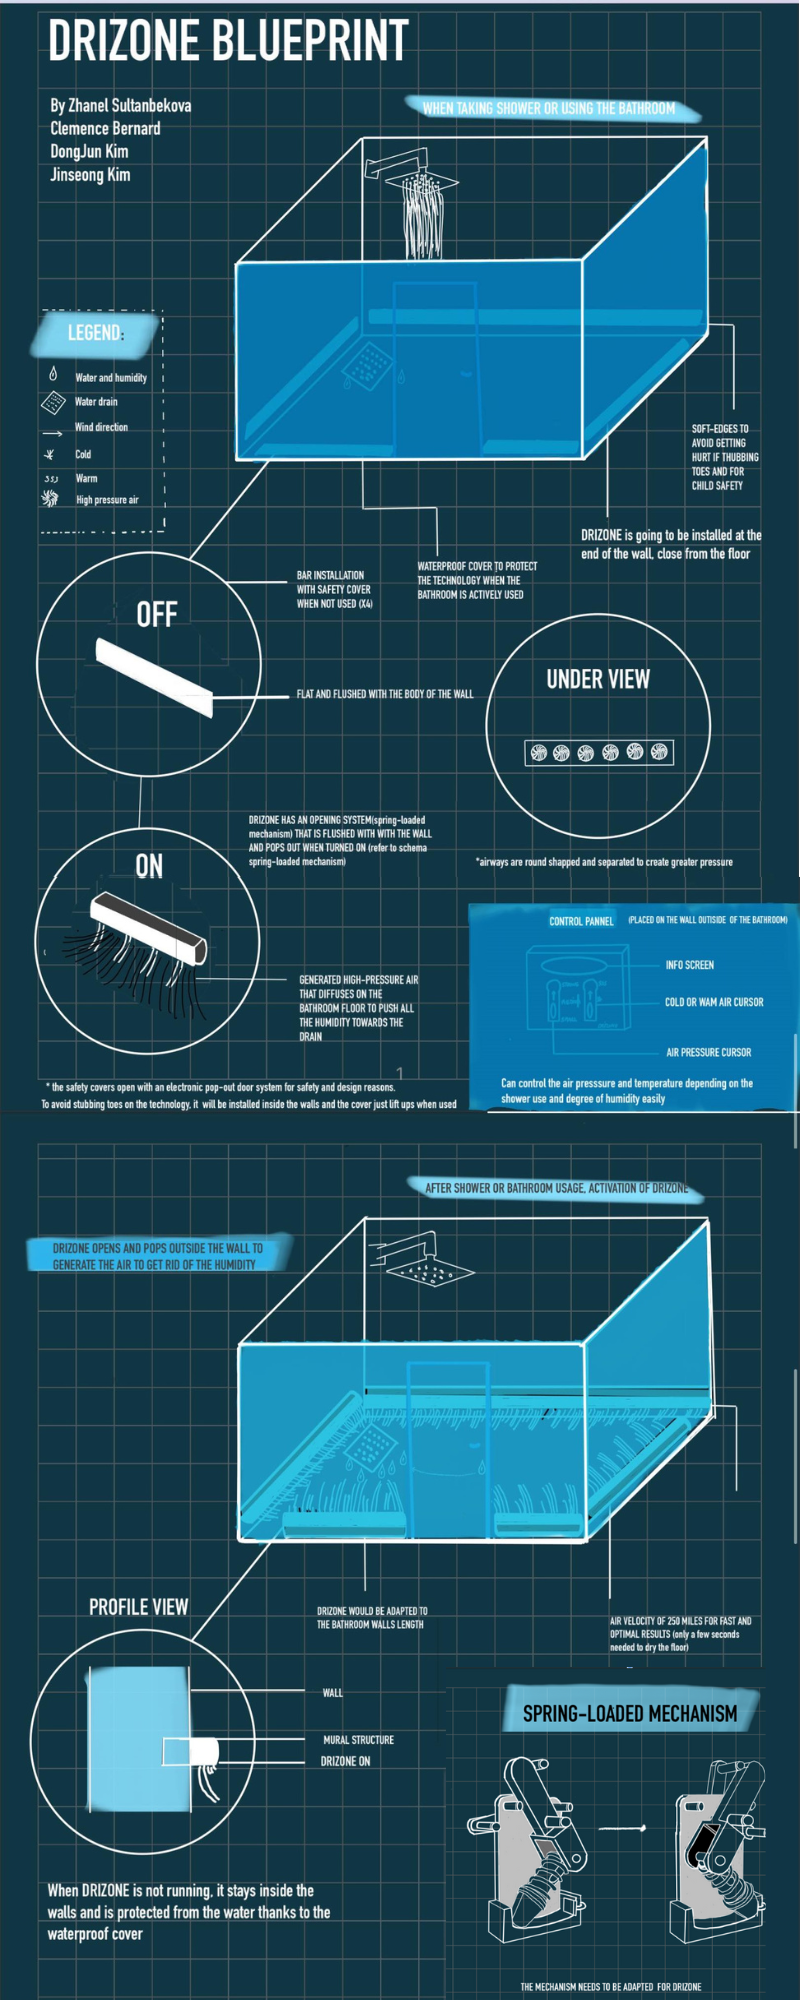 DRIZONE BLUEPRINT
By Zhanel Sultanbekova
Clemence Bernard
DongJun Kim
Jinseong Kim
WHEN TAKING SHOWER OR USING THE BATHROOM
LEGEND:
Water and humidity
Water drain
Wind direction
Cold
Warm
High pressure air
SOFT-EDGES TO
AVOID GETTING
HURT IF THUBBING
TOES AND FOR
CHILD SAFETY
DRIZONE is going to be installed at the
end of the wall, close from the floor
BAR INSTALLATION
WITH SAFETY COVER
WHEN NOT USED (X4)
WATERPROOF COVER TO PROTECT
THE TECHNOLOGY WHEN THE
BATHROOM IS ACTIVELY USED
OFF
FLAT AND FLUSHED WITH THE BODY OF THE WALL
UNDER VIEW
DRIZONE HAS AN OPENING SYSTEM(spring-loaded
mechanism) THAT IS FLUSHED WITH WITH THE WALL
AND POPS OUT WHEN TURNED ON (refer to schema
spring-loaded mechanism)
*airways are round shapped and separated to create greater pressure
ON
GENERATED HIGH-PRESSURE AIR
THAT DIFFUSES ON THE
BATHROOM FLOOR TO PUSH ALL
THE HUMIDITY TOWARDS THE
DRAIN
CONTROL PANNEL (PLACED ON THE WALL OUTISIDE OF THE BATHROOM)
INFO SCREEN
COLD OR WAM AIR CURSOR
AIR PRESSURE CURSOR
Can control the air presssure and temperature depending on the
shower use and degree of humidity easily
1
* the safety covers open with an electronic pop-out door system for safety and design reasons.
To avoid stubbing toes on the technology, it will be installed inside the walls and the cover just lift ups when used
AFTER SHOWER OR BATHROOM USAGE, ACTIVATION OF DRIZONE
DRIZONE OPENS AND POPS OUTSIDE THE WALL TO
GENERATE THE AIR TO GET RID OF THE HUMIDITY
PROFILE VIEW
DRIZONE WOULD BE ADAPTED TO
THE BATHROOM WALLS LENGTH
AIR VELOCITY OF 250 MILES FOR FAST AND
OPTIMAL RESULTS (only a few seconds
needed to dry the floor)
WALL
MURAL STRUCTURE
DRIZONE ON
SPRING-LOADED MECHANISM
When DRIZONE is not running, it stays inside the
walls and is protected from the water thanks to the
waterproof cover
THE MECHANISM NEEDS TO BE ADAPTED FOR DRIZONE